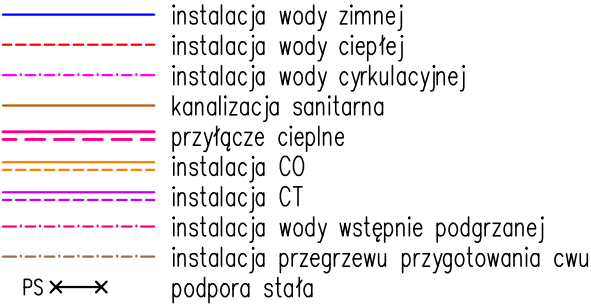 instalacja wody zimnej
instalacja wody ciepłej
instalacja wody cyrkulacyjnej
kanalizacja sanitarna
przyłącze cieplne
instalacja CO
instalacja CT
instalacja wody wstępnie podgrzanej
instalacja przegrzewu przygotowania cwu
PS podpora stała